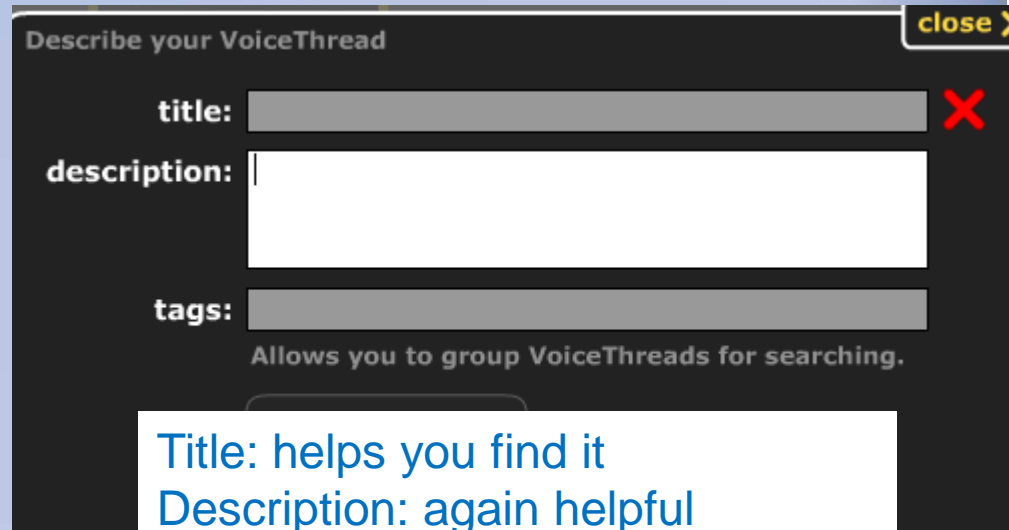 close X
Describe your VoiceThread
title:
description:
tags:
Allows you to group VoiceThreads for searching.
Title: helps you find it
Description: again helpful